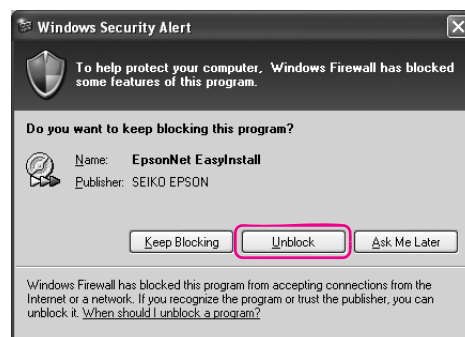 Windows Security Alert
To help protect your computer, Windows Firewall has blocked
some features of this program.
Do you want to keep blocking this program?
Name: EpsonNet EasyInstall
Publisher: SEIKO EPSON
Keep Blocking Unblock Ask Me Later
Windows Firewall has blocked this program from accepting connections from the
Internet or a network. If you recognize the program or trust the publisher, you can
unblock it. When should I unblock a program?